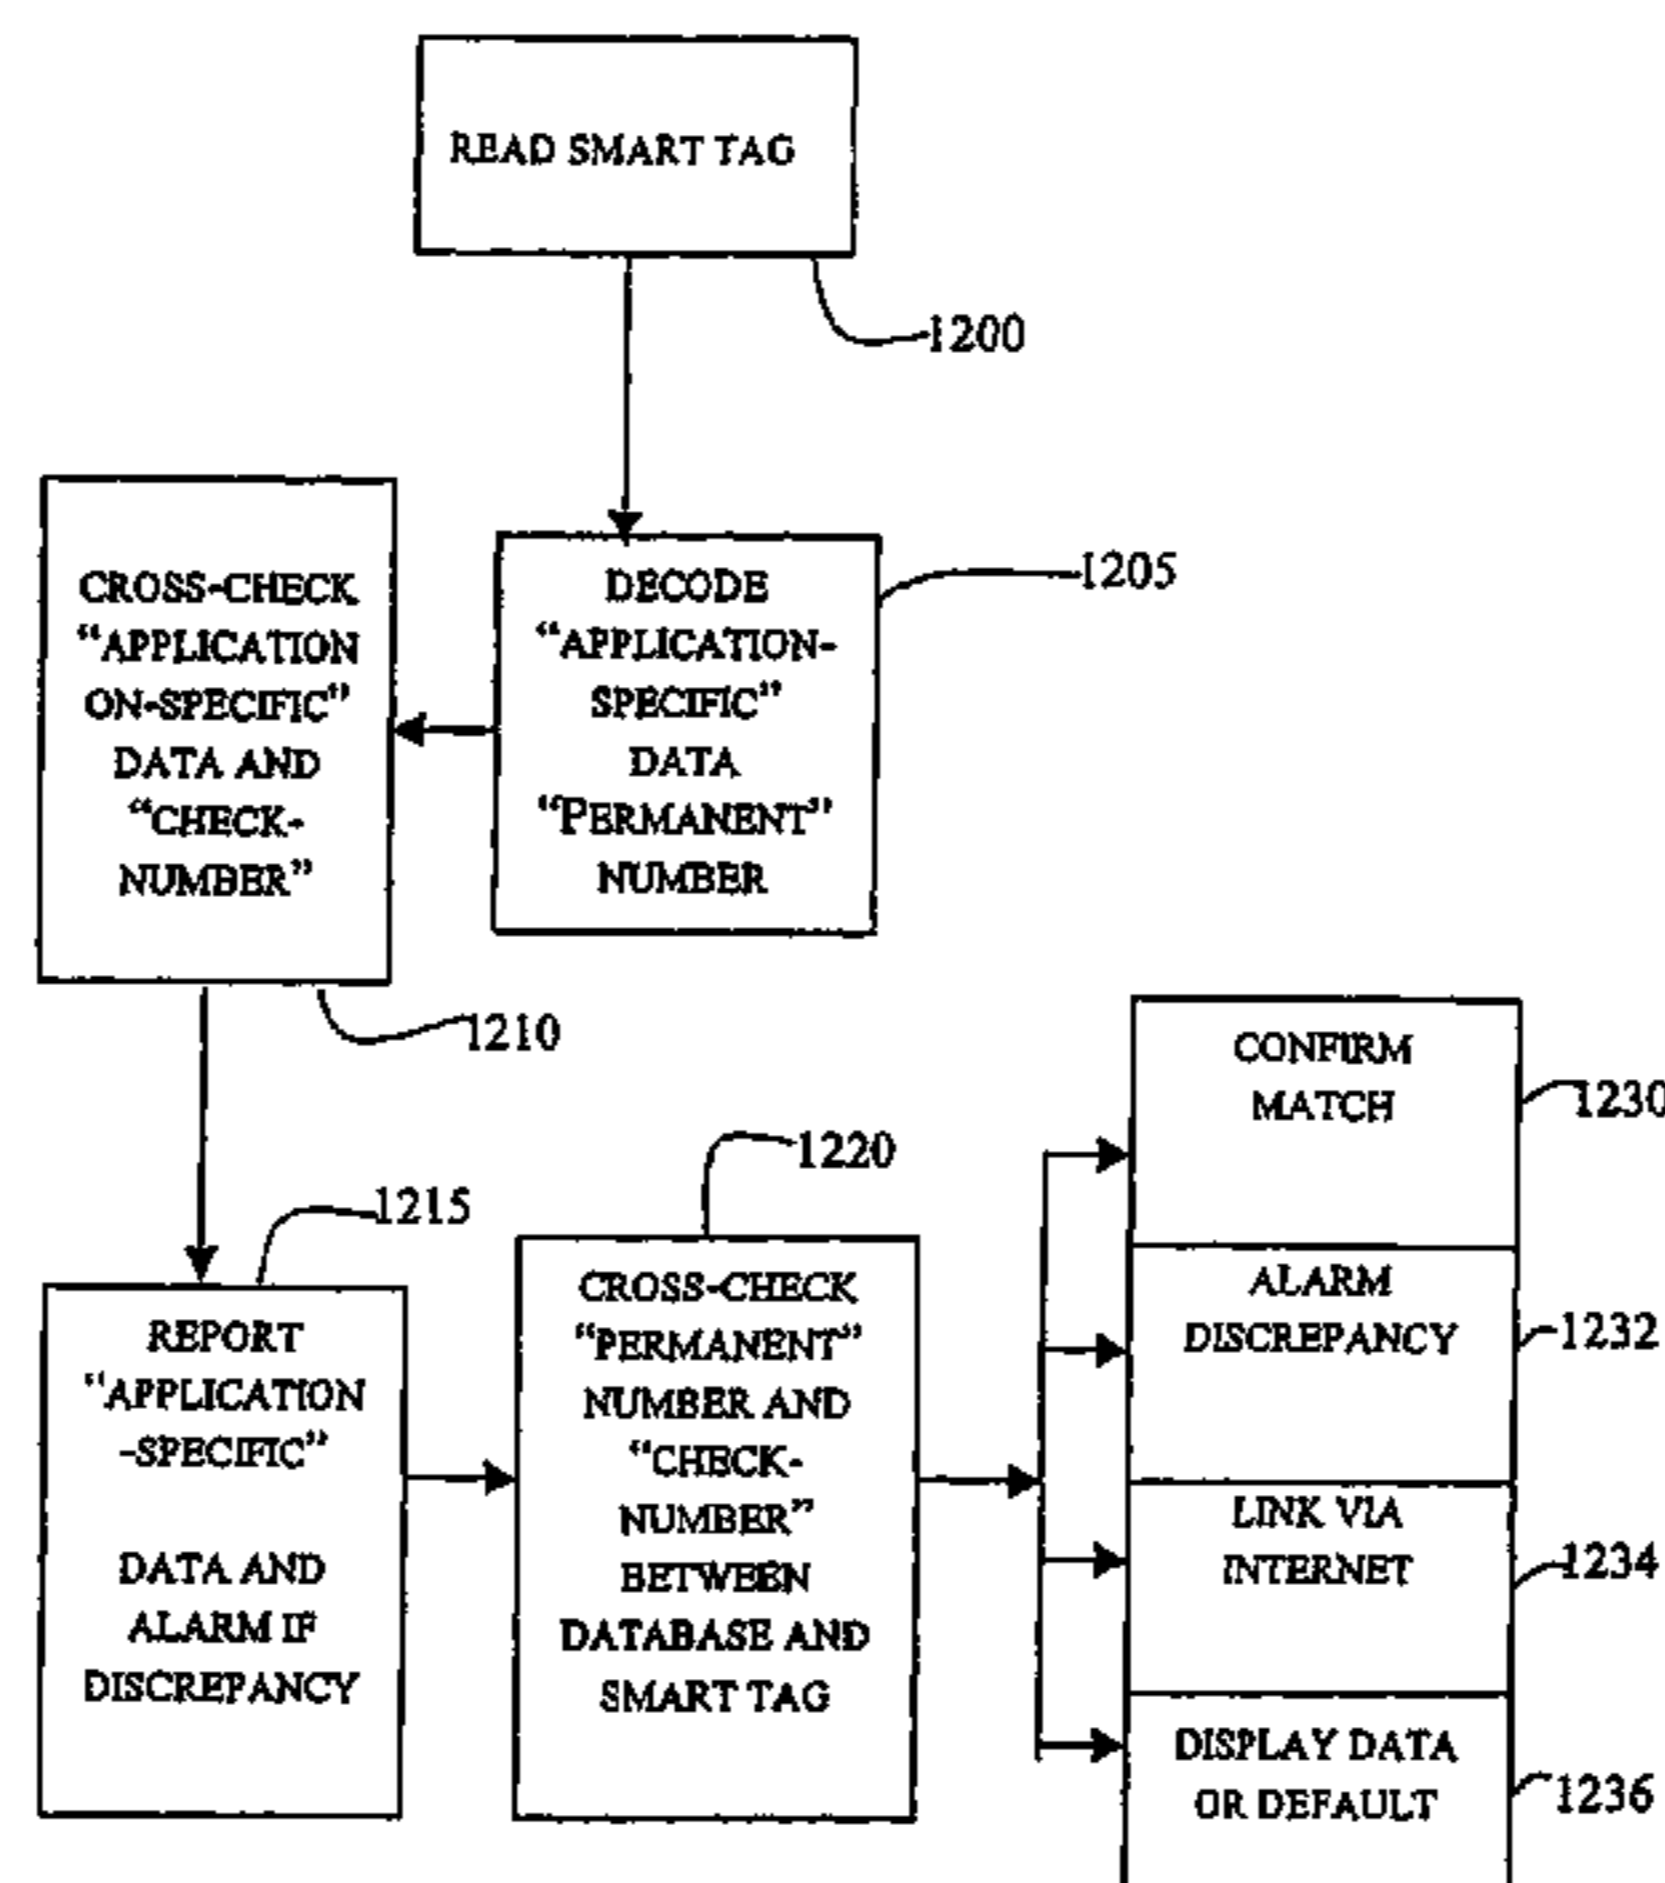 READ SMART TAG
1200
DECODE
“APPLICATION-
SPECIFIC”
DATA
“PERMANENT”
NUMBER
1205
CROSS-CHECK
“APPLICATION
ON-SPECIFIC”
DATA AND
“CHECK-
NUMBER”
1210
REPORT
“APPLICATION
-SPECIFIC”
DATA AND
ALARM IF
DISCREPANCY
1215
CROSS-CHECK
“PERMANENT”
NUMBER AND
“CHECK-
NUMBER”
BETWEEN
DATABASE AND
SMART TAG
1220
CONFIRM
MATCH
1230
ALARM
DISCREPANCY
1232
LINK VIA
INTERNET
1234
DISPLAY DATA
OR DEFAULT
1236